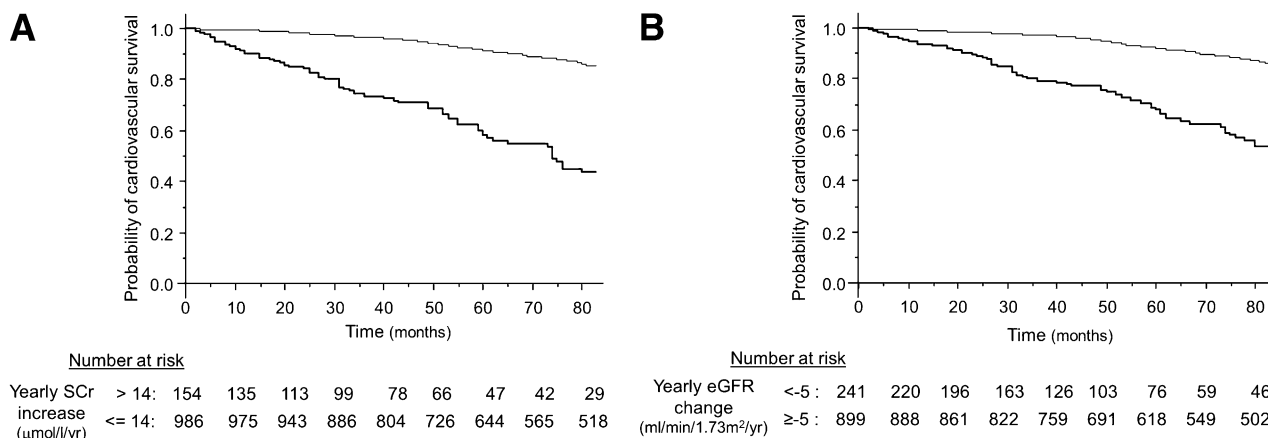 A
Probability of cardiovascular survival
1.0
0.8
0.6
0.4
0.2
0.0
0 10 20 30 40 50 60 70 80
Time (months)
Number at risk
Yearly SCr increase (μmol/l/yr)
> 14: 154 135 113 99 78 66 47 42 29
<= 14: 986 975 943 886 804 726 644 565 518
B
Probability of cardiovascular survival
1.0
0.8
0.6
0.4
0.2
0.0
0 10 20 30 40 50 60 70 80
Time (months)
Number at risk
Yearly eGFR change (ml/min/1.73m²/yr)
<-5 : 241 220 196 163 126 103 76 59 46
≥-5 : 899 888 861 822 759 691 618 549 502